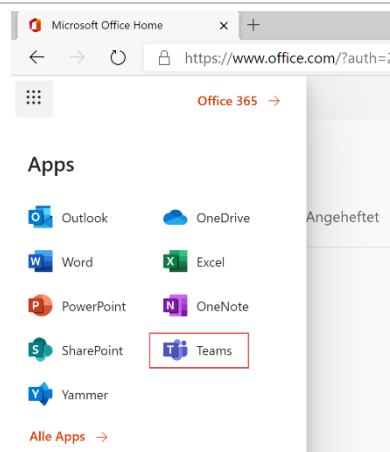 Microsoft Office Home
https://www.office.com/?auth=
Office 365 →
Apps
Outlook
OneDrive
Angeheftet
Word
Excel
PowerPoint
OneNote
SharePoint
Teams
Yammer
Alle Apps →